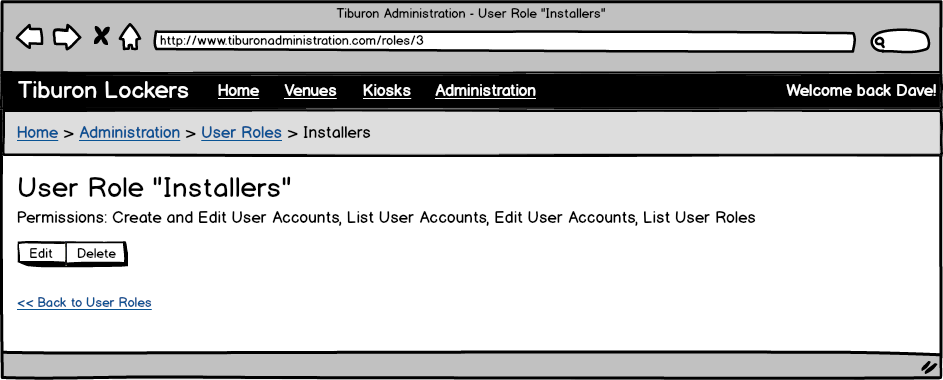 Tiburon Administration - User Role "Installers"
http://www.tiburonadministration.com/roles/3
Tiburon Lockers Home Venues Kiosks Administration Welcome back Dave!
Home > Administration > User Roles > Installers
User Role "Installers"
Permissions: Create and Edit User Accounts, List User Accounts, Edit User Accounts, List User Roles
Edit Delete
<< Back to User Roles